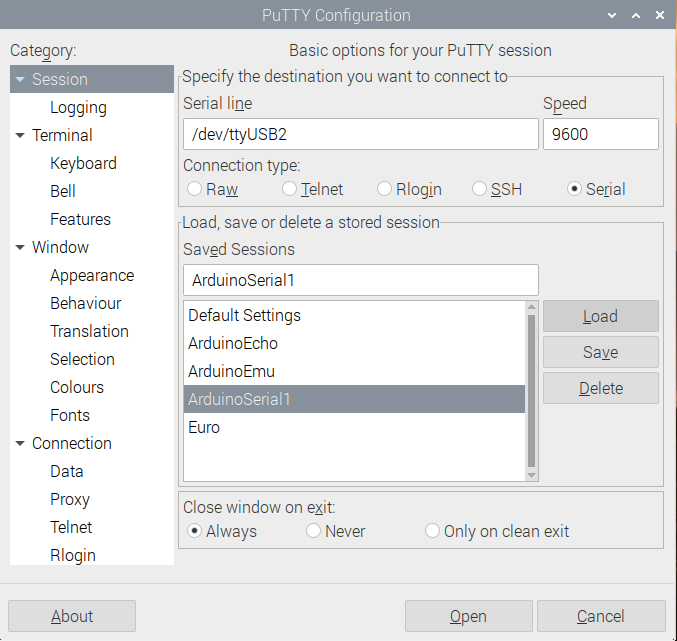 PuTTY Configuration
Category:
Session
Logging
Terminal
Keyboard
Bell
Features
Window
Appearance
Behaviour
Translation
Selection
Colours
Fonts
Connection
Data
Proxy
Telnet
Rlogin
Basic options for your PuTTY session
Specify the destination you want to connect to
Serial line
Speed
/dev/ttyUSB2
9600
Connection type:
Raw Telnet Rlogin SSH Serial
Load, save or delete a stored session
Saved Sessions
ArduinoSerial1
Default Settings
ArduinoEcho
ArduinoEmu
ArduinoSerial1
Euro
Load
Save
Delete
Close window on exit:
Always Never Only on clean exit
About Open Cancel